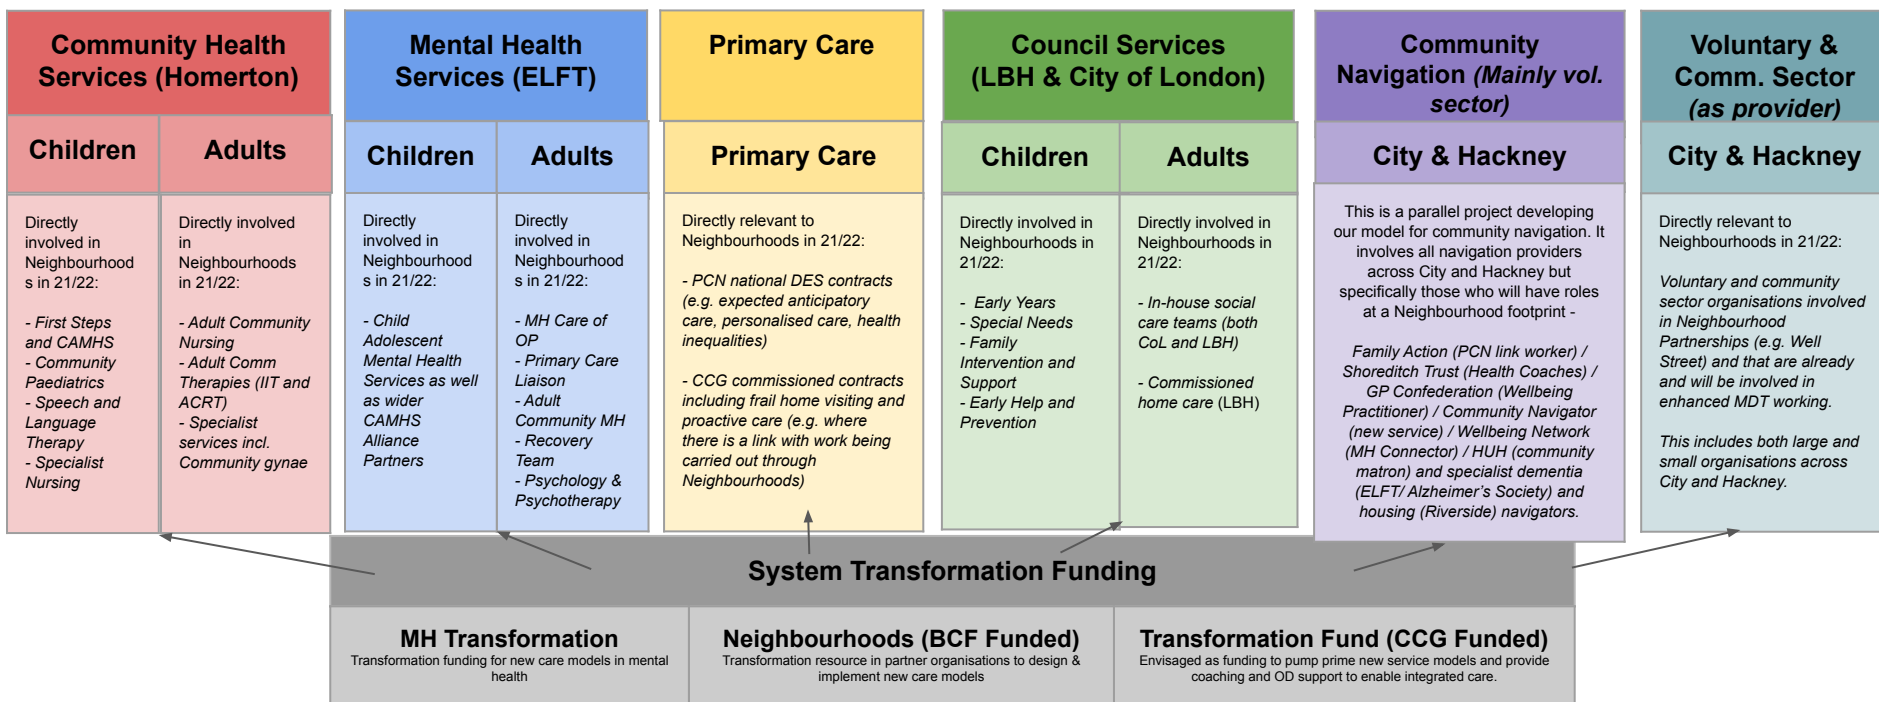 Community Health
Services (Homerton)
Children
Directly
involved in
Neighbourhood
s in 21/22:
- First Steps
and CAMHS
- Community
Paediatrics
- Speech and
Language
Therapy
- Specialist
Nursing
Adults
Directly involved
in
Neighbourhoods
in 21/22:
- Adult Community
Nursing
- Adult Comm
Therapies (IIT and
ACRT)
- Specialist
services incl.
Community gynae
Mental Health
Services (ELFT)
Children
Directly
involved in
Neighbourhood
s in 21/22:
- Child
Adolescent
Mental Health
Services as well
as wider
CAMHS
Alliance
Partners
Adults
Directly
involved in
Neighbourhood
s in 21/22:
- MH Care of
OP
- Primary Care
Liaison
- Adult
Community MH
- Recovery
Team
- Psychology &
Psychotherapy
Primary Care
Primary Care
Directly relevant to
Neighbourhoods in 21/22:
- PCN national DES contracts
(e.g. expected anticipatory
care, personalised care, health
inequalities)
- CCG commissioned contracts
including frail home visiting and
proactive care (e.g. where
there is a link with work being
carried out through
Neighbourhoods)
Council Services
(LBH & City of London)
Children
Directly involved in
Neighbourhoods in
21/22:
- Early Years
- Special Needs
- Family
Intervention and
Support
- Early Help and
Prevention
Adults
Directly involved in
Neighbourhoods in
21/22:
- In-house social
care teams (both
CoL and LBH)
- Commissioned
home care (LBH)
Community
Navigation (Mainly vol.
sector)
City & Hackney
This is a parallel project developing
our model for community navigation. It
involves all navigation providers
across City and Hackney but
specifically those who will have roles
at a Neighbourhood footprint -
Family Action (PCN link worker) /
Shoreditch Trust (Health Coaches) /
GP Confederation (Wellbeing
Practitioner) / Community Navigator
(new service) / Wellbeing Network
(MH Connector) / HUH (community
matron) and specialist dementia
(ELFT/ Alzheimer's Society) and
housing (Riverside) navigators.
Voluntary &
Comm. Sector
(as provider)
City & Hackney
Directly relevant to
Neighbourhoods in 21/22:
Voluntary and community
sector organisations involved
in Neighbourhood
Partnerships (e.g. Well
Street) and that are already
and will be involved in
enhanced MDT working.
This includes both large and
small organisations across
City and Hackney.
System Transformation Funding
MH Transformation
Transformation funding for new care models in mental
health
Neighbourhoods (BCF Funded)
Transformation resource in partner organisations to design &
implement new care models
Transformation Fund (CCG Funded)
Envisaged as funding to pump prime new service models and provide
coaching and OD support to enable integrated care.